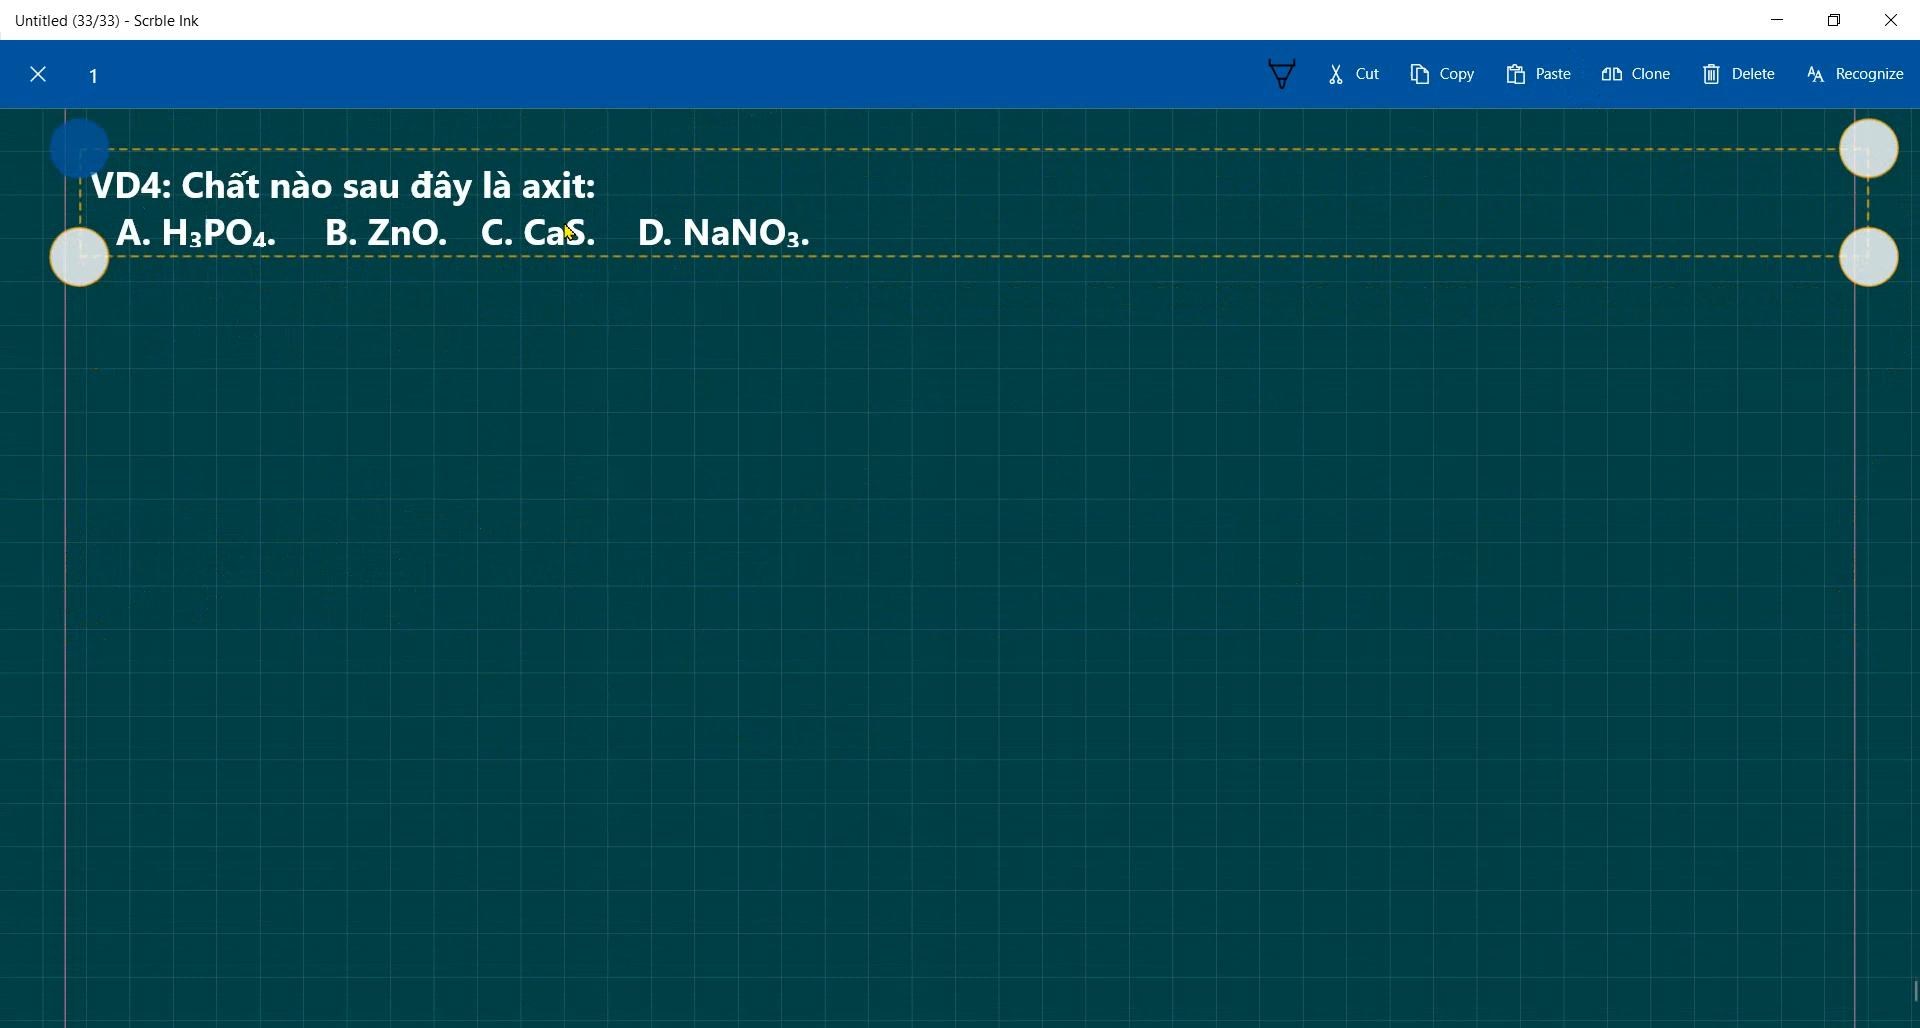 Untitled (33/33) - Scrble Ink
1 Cut Copy Paste Clone Delete Recognize
VD4: Chất nào sau đây là axit:
A. H₃PO₄. B. ZnO. C. CaS. D. NaNO₃.